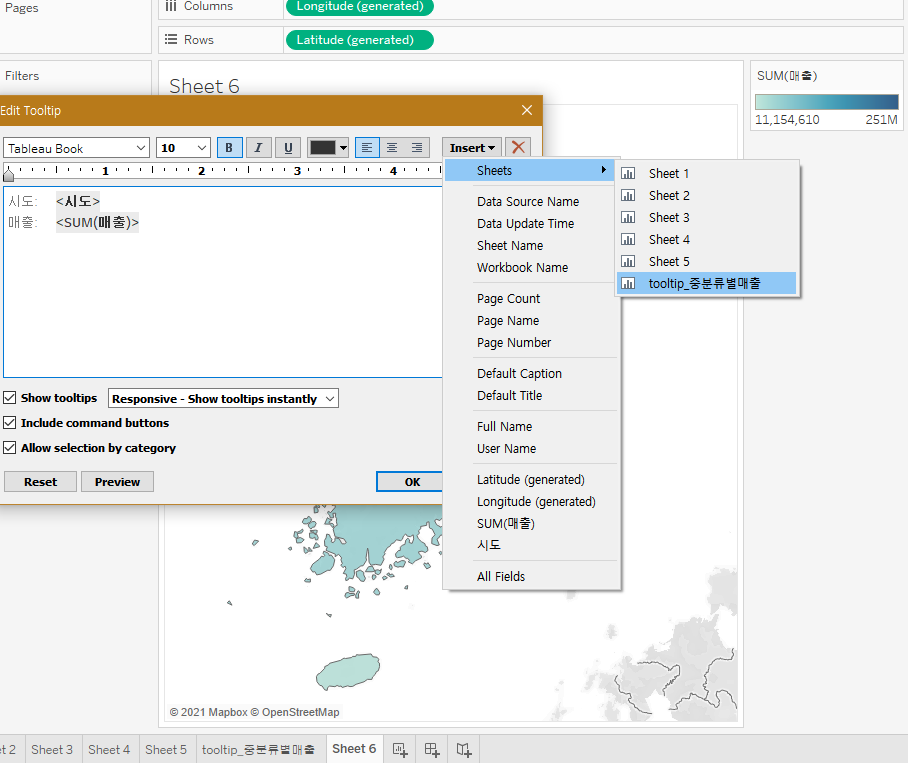 Pages
Columns
Longitude (generated)
Rows
Latitude (generated)
Filters
Sheet 6
SUM(매출)
11,154,610 251M
Edit Tooltip
Tableau Book 10 B I U Insert
1 2 3 4
시도: <시도>
매출: <SUM(매출)>
Sheets
Data Source Name
Data Update Time
Sheet Name
Workbook Name
Page Count
Page Name
Page Number
Default Caption
Default Title
Full Name
User Name
Latitude (generated)
Longitude (generated)
SUM(매출)
시도
All Fields
Sheet 1
Sheet 2
Sheet 3
Sheet 4
Sheet 5
tooltip_중분류별매출
Show tooltips Responsive - Show tooltips instantly
Include command buttons
Allow selection by category
Reset Preview OK
© 2021 Mapbox © OpenStreetMap
et 2 Sheet 3 Sheet 4 Sheet 5 tooltip_중분류별매출 Sheet 6